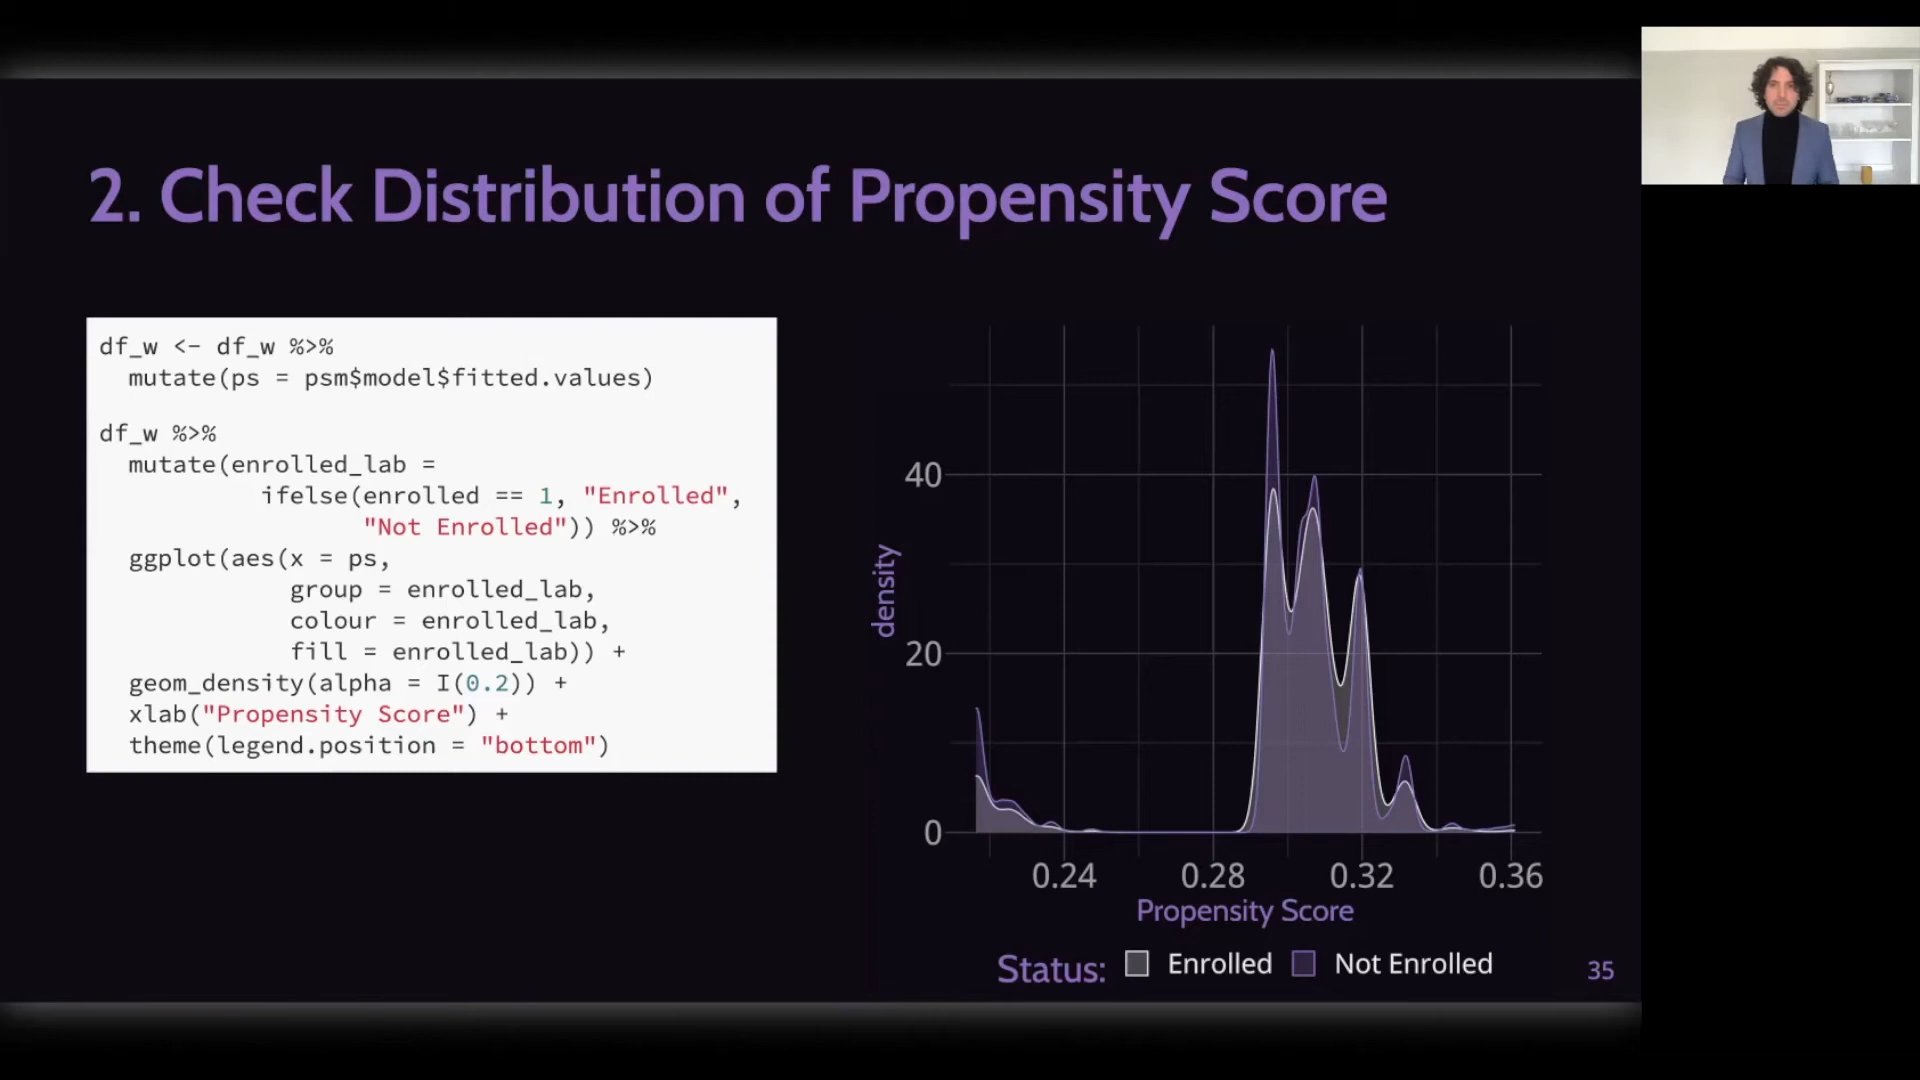 2. Check Distribution of Propensity Score
df_w <- df_w %>%
mutate(ps = psm$model$fitted.values)
df_w %>%
mutate(enrolled_lab =
ifelse(enrolled == 1, "Enrolled",
"Not Enrolled")) %>%
ggplot(aes(x = ps,
group = enrolled_lab,
colour = enrolled_lab,
fill = enrolled_lab)) +
geom_density(alpha = I(0.2)) +
xlab("Propensity Score") +
theme(legend.position = "bottom")
density
40
20
0
0.24 0.28 0.32 0.36
Propensity Score
Status: Enrolled Not Enrolled
35